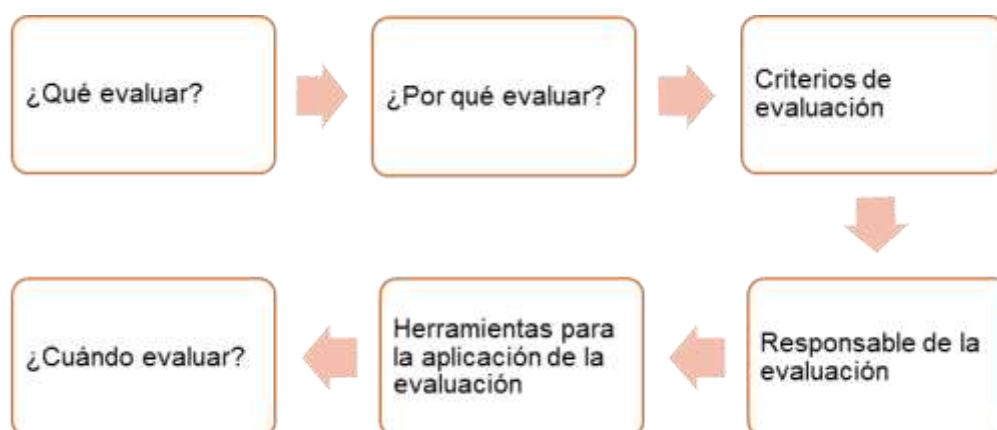 ¿Qué evaluar?
¿Por qué evaluar?
Criterios de
evaluación
Responsable de la
evaluación
Herramientas para
la aplicación de la
evaluación
¿Cuándo evaluar?